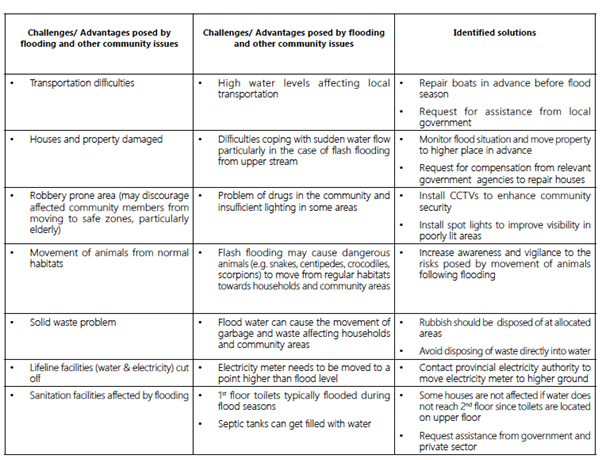 Challenges/ Advantages posed by
flooding and other community issues
Challenges/ Advantages posed by flooding
and other community issues
Identified solutions
• Transportation difficulties
• High water levels affecting local
transportation
• Repair boats in advance before flood
season
• Request for assistance from local
government
• Houses and property damaged
• Difficulties coping with sudden water flow
particularly in the case of flash flooding
from upper stream
• Monitor flood situation and move property
to higher place in advance
• Request for compensation from relevant
government agencies to repair houses
• Robbery prone area (may discourage
affected community members from
moving to safe zones, particularly
elderly)
• Problem of drugs in the community and
insufficient lighting in some areas
• Install CCTVs to enhance community
security
• Install spot lights to improve visibility in
poorly lit areas
• Movement of animals from normal
habitats
• Flash flooding may cause dangerous
animals (e.g. snakes, centipedes, crocodiles,
scorpions) to move from regular habitats
towards households and community areas
• Increase awareness and vigilance to the
risks posed by movement of animals
following flooding
• Solid waste problem
• Flood water can cause the movement of
garbage and waste affecting households
and community areas
• Rubbish should be disposed of at allocated
areas
• Avoid disposing of waste directly into water
• Lifeline facilities (water & electricity) cut
off
• Electricity meter needs to be moved to a
point higher than flood level
• Contact provincial electricity authority to
move electricity meter to higher ground
• Sanitation facilities affected by flooding
• 1st floor toilets typically flooded during
flood seasons
• Septic tanks can get filled with water
• Some houses are not affected if water does
not reach 2nd floor since toilets are located
on upper floor
• Request assistance from government and
private sector